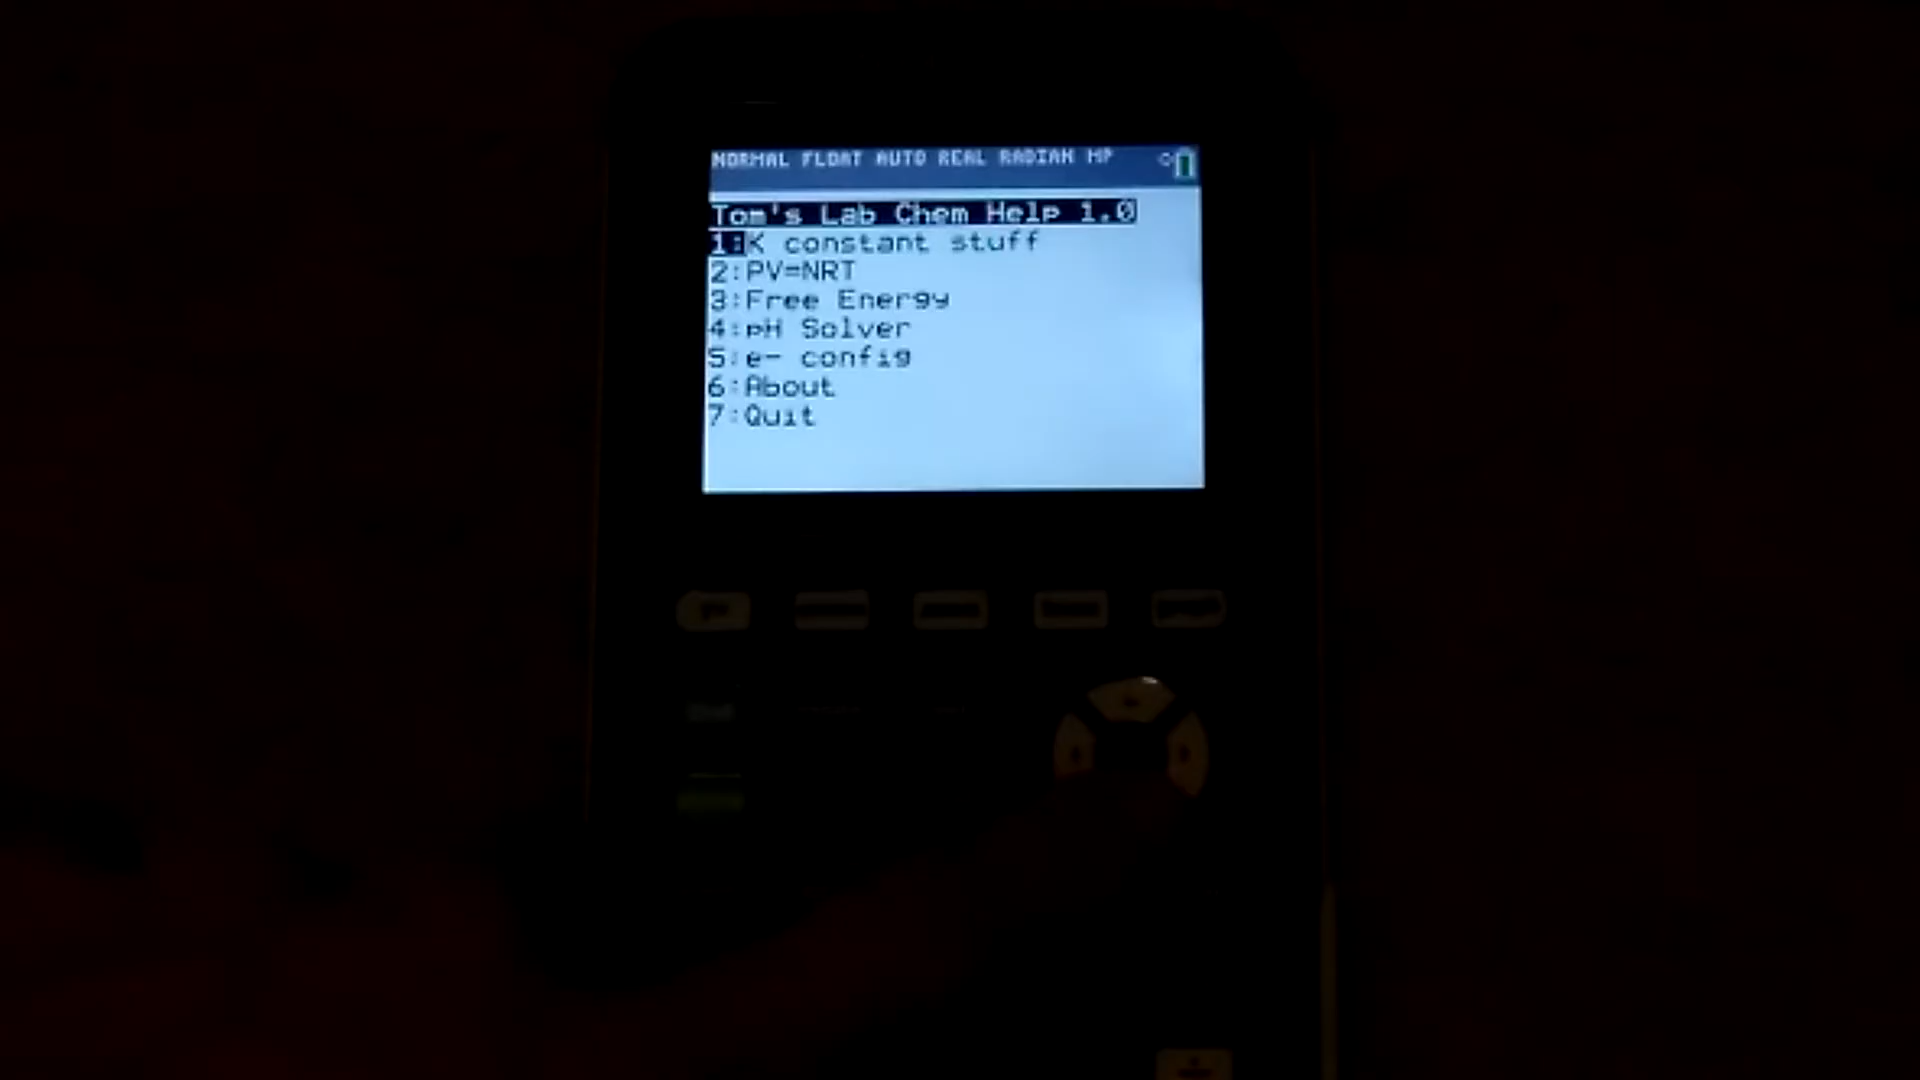 NORMAL FLOAT AUTO REAL RADIAN MP
Tom's Lab Chem Help 1.0
1:K constant stuff
2:PV=NRT
3:Free Energy
4:pH Solver
5:e- config
6:About
7:Quit